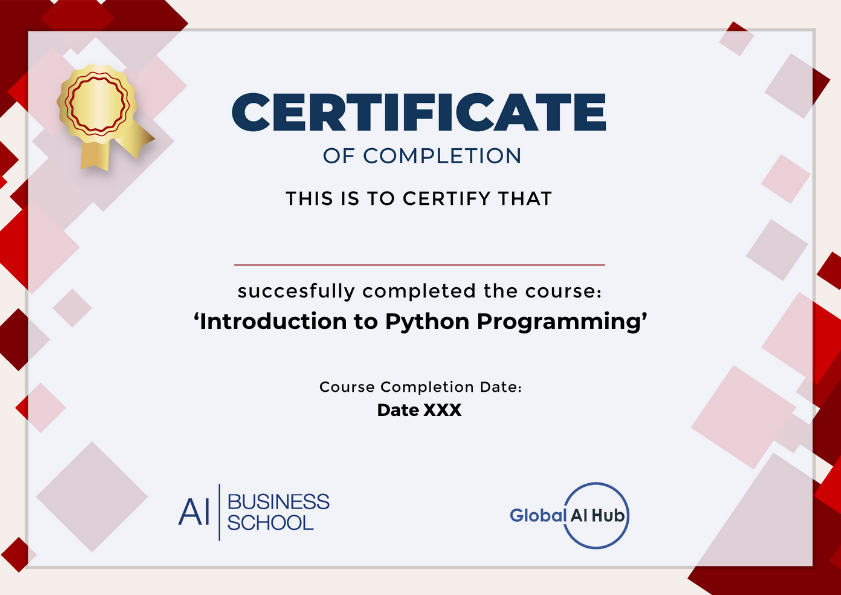 CERTIFICATE
OF COMPLETION
THIS IS TO CERTIFY THAT
succesfully completed the course:
‘Introduction to Python Programming’
Course Completion Date:
Date XXX
AI BUSINESS
SCHOOL
Global AI Hub